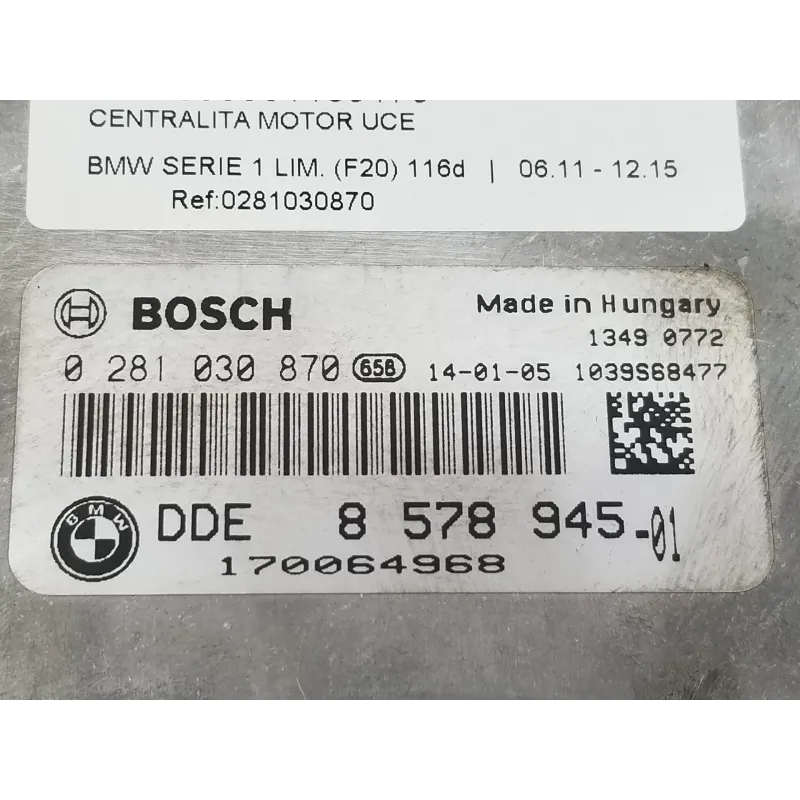 CENTRALITA MOTOR UCE
BMW SERIE 1 LIM. (F20) 116d | 06.11 - 12.15
Ref:0281030870
BOSCH
Made in Hungary
1349 0772
0 281 030 870 658 14-01-05 1039S68477
BMW DDE 8 578 945-01
170064968